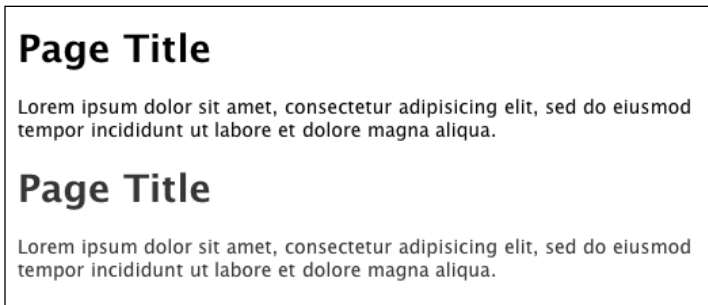 Page Title
Lorem ipsum dolor sit amet, consectetur adipisicing elit, sed do eiusmod
tempor incididunt ut labore et dolore magna aliqua.
Page Title
Lorem ipsum dolor sit amet, consectetur adipisicing elit, sed do eiusmod
tempor incididunt ut labore et dolore magna aliqua.